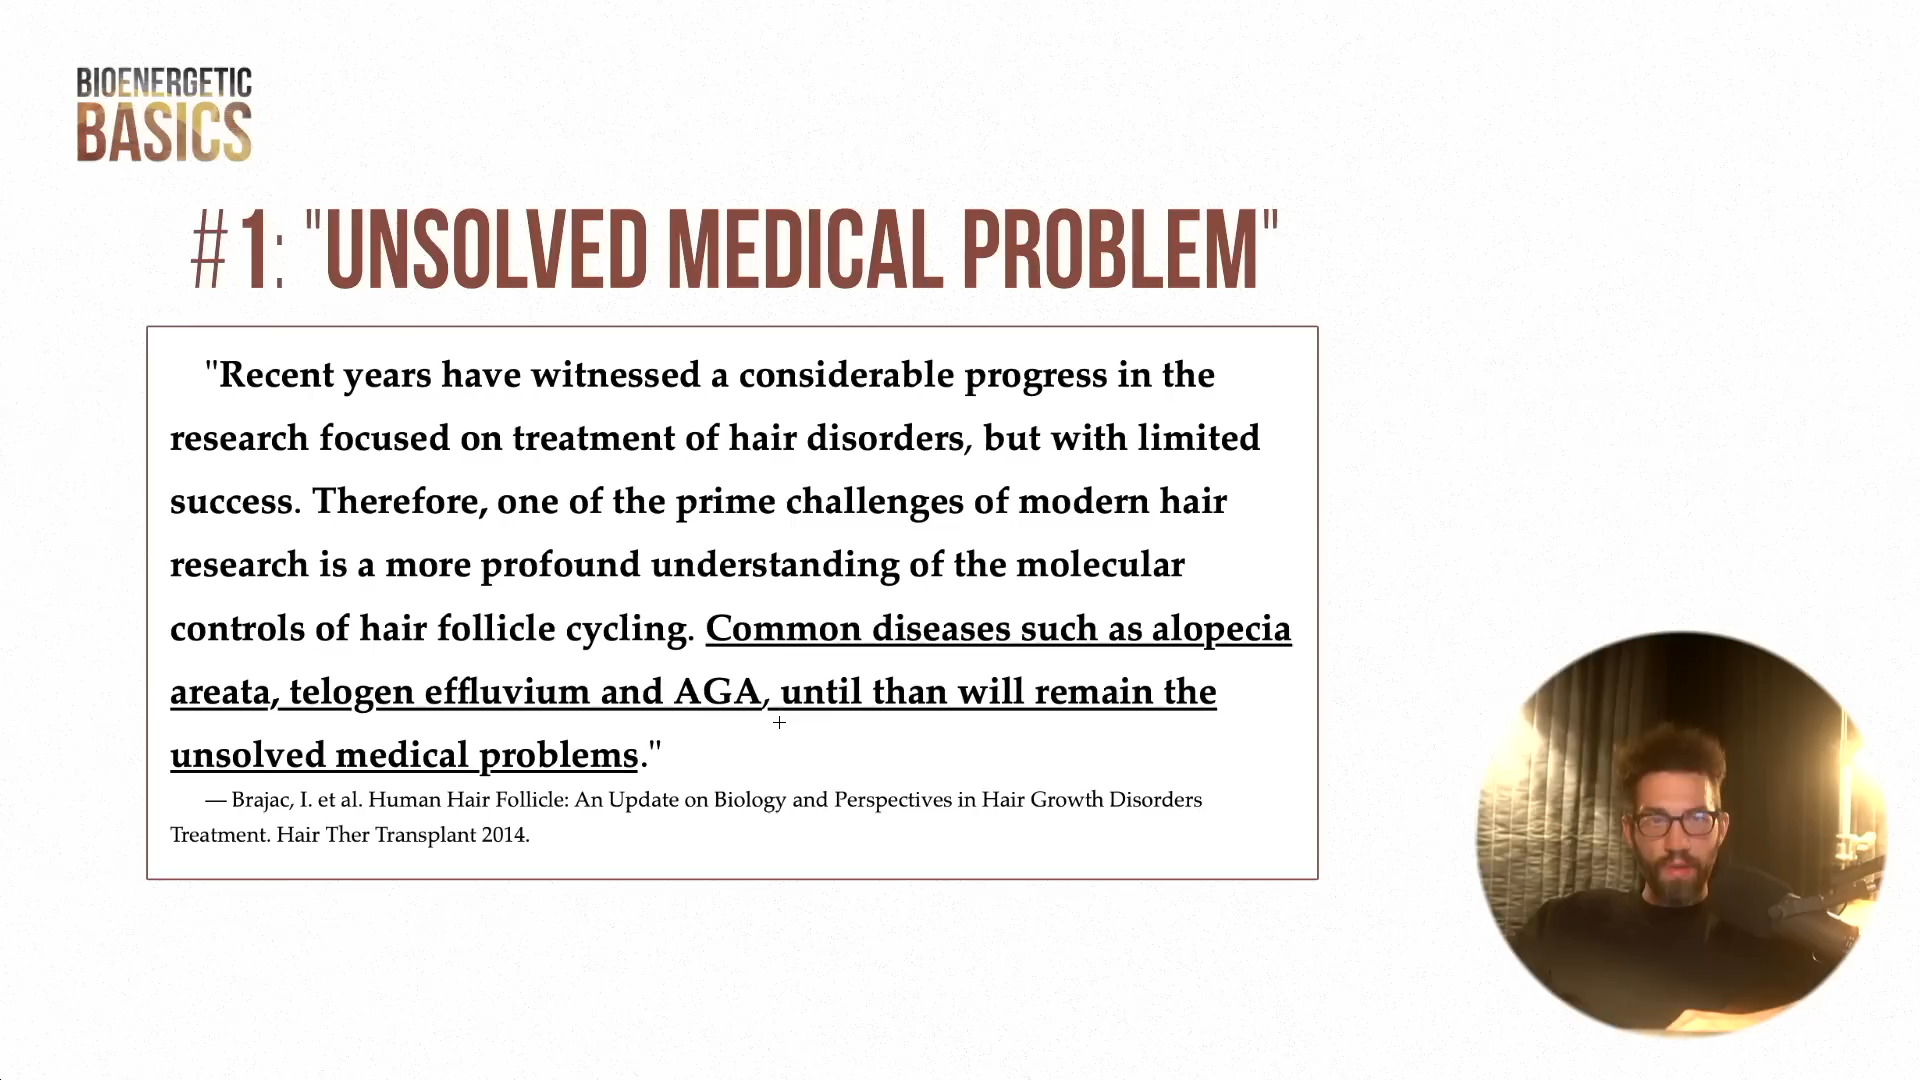 BIOENERGETIC
BASICS
#1: "UNSOLVED MEDICAL PROBLEM"
"Recent years have witnessed a considerable progress in the
research focused on treatment of hair disorders, but with limited
success. Therefore, one of the prime challenges of modern hair
research is a more profound understanding of the molecular
controls of hair follicle cycling. Common diseases such as alopecia
areata, telogen effluvium and AGA, until than will remain the
unsolved medical problems."
— Brajac, I. et al. Human Hair Follicle: An Update on Biology and Perspectives in Hair Growth Disorders
Treatment. Hair Ther Transplant 2014.